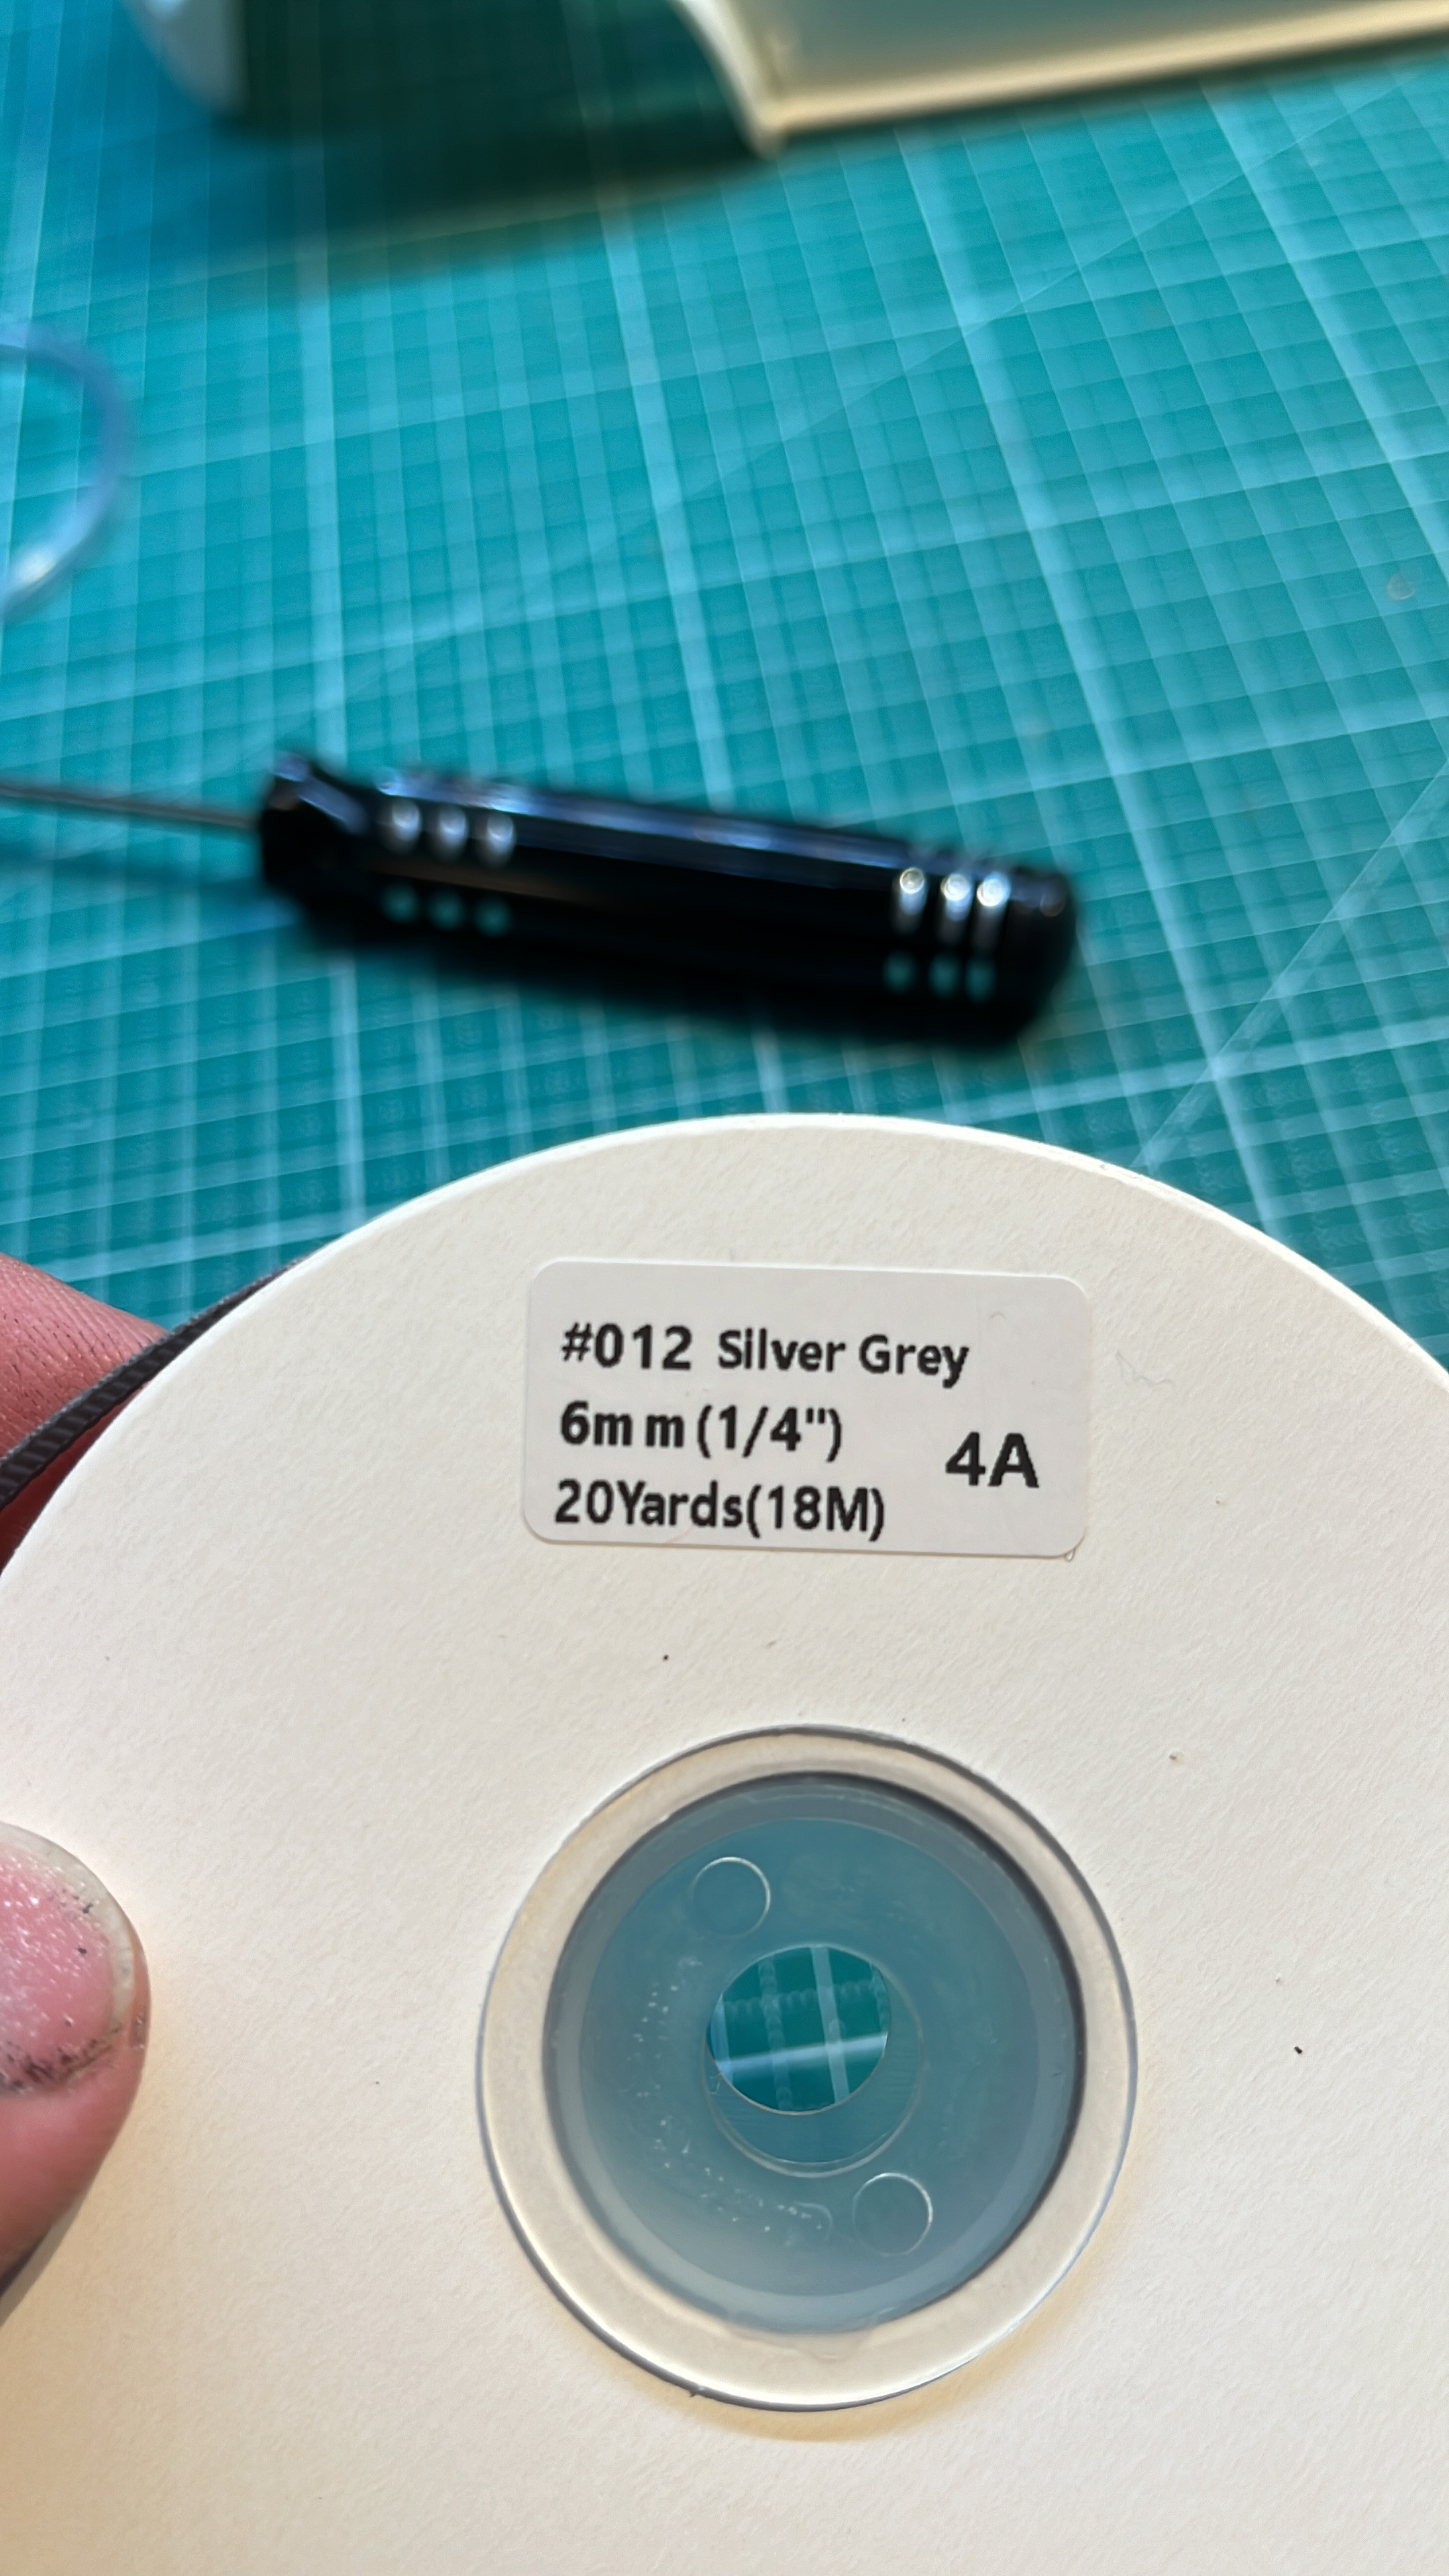 #012 Silver Grey
6mm(1/4")
4A
20Yards(18M)